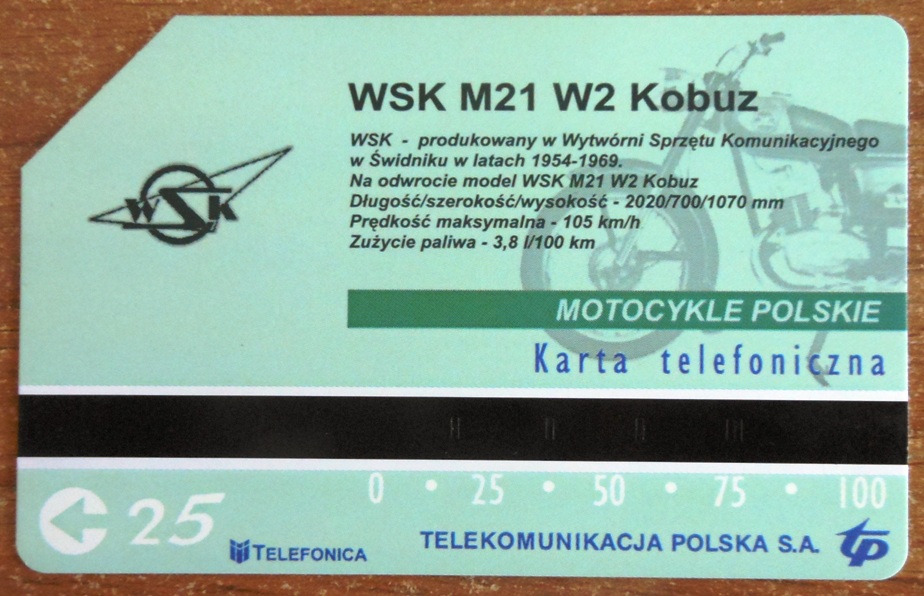 WSK M21 W2 Kobuz
WSK - produkowany w Wytwórni Sprzętu Komunikacyjnego
w Świdniku w latach 1954-1969.
Na odwrocie model WSK M21 W2 Kobuz
Długość/szerokość/wysokość - 2020/700/1070 mm
Prędkość maksymalna - 105 km/h
Zużycie paliwa - 3,8 l/100 km
WSK
MOTOCYKLE POLSKIE
Karta telefoniczna
0 • 25 • 50 • 75 • 100
25
TELEFONICA
TELEKOMUNIKACJA POLSKA S.A.
tp